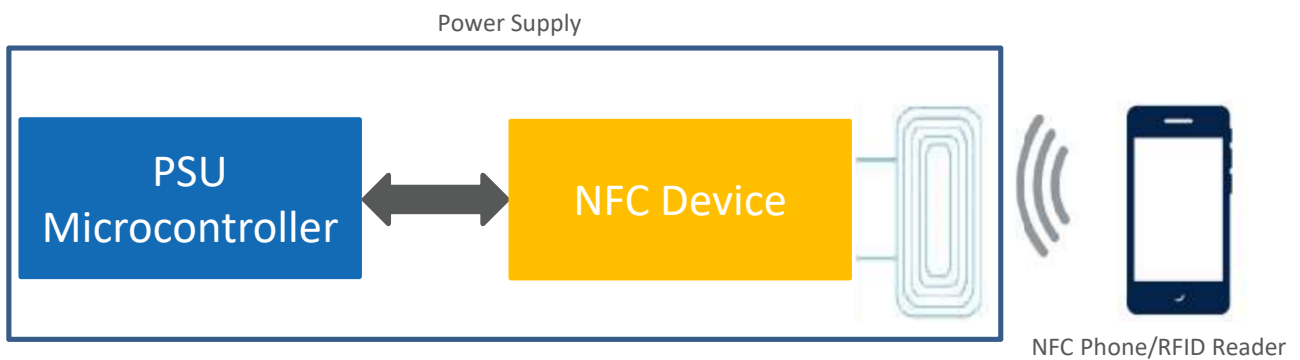 Power Supply
PSU
Microcontroller
NFC Device
NFC Phone/RFID Reader